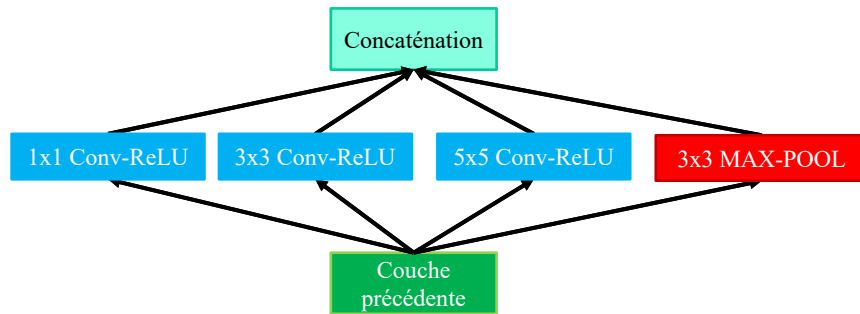 Concaténation
1x1 Conv-ReLU
3x3 Conv-ReLU
5x5 Conv-ReLU
3x3 MAX-POOL
Couche
précédente